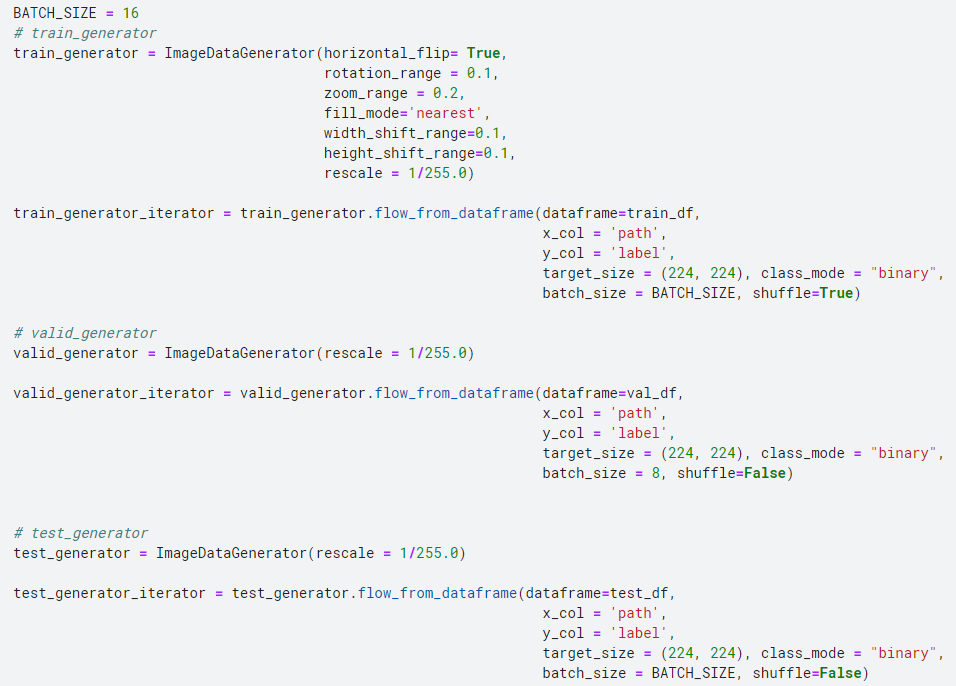 BATCH_SIZE = 16
# train_generator
train_generator = ImageDataGenerator(horizontal_flip= True,
rotation_range = 0.1,
zoom_range = 0.2,
fill_mode='nearest',
width_shift_range=0.1,
height_shift_range=0.1,
rescale = 1/255.0)
train_generator_iterator = train_generator.flow_from_dataframe(dataframe=train_df,
x_col = 'path',
y_col = 'label',
target_size = (224, 224), class_mode = "binary",
batch_size = BATCH_SIZE, shuffle=True)
# valid_generator
valid_generator = ImageDataGenerator(rescale = 1/255.0)
valid_generator_iterator = valid_generator.flow_from_dataframe(dataframe=val_df,
x_col = 'path',
y_col = 'label',
target_size = (224, 224), class_mode = "binary",
batch_size = 8, shuffle=False)
# test_generator
test_generator = ImageDataGenerator(rescale = 1/255.0)
test_generator_iterator = test_generator.flow_from_dataframe(dataframe=test_df,
x_col = 'path',
y_col = 'label',
target_size = (224, 224), class_mode = "binary",
batch_size = BATCH_SIZE, shuffle=False)